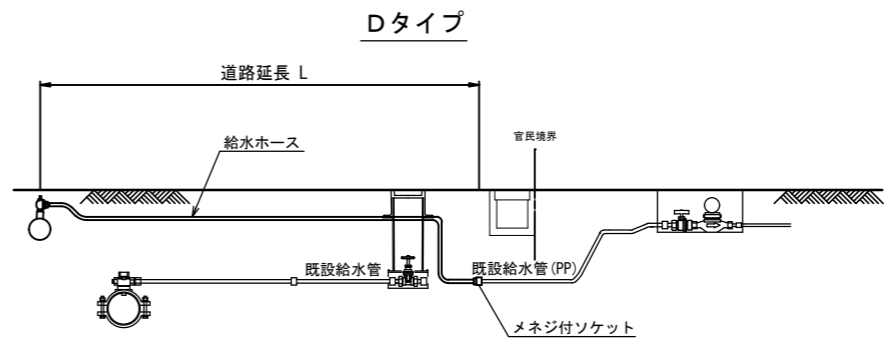 Dタイプ
道路延長 L
給水ホース
官民境界
既設給水管
既設給水管(PP)
メネジ付ソケット